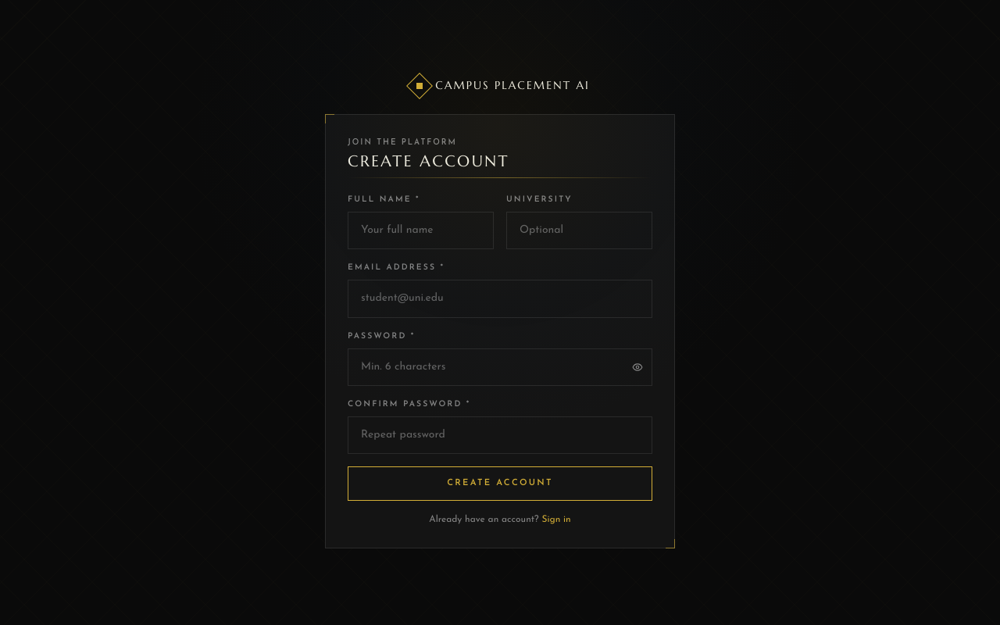 CAMPUS PLACEMENT AI
JOIN THE PLATFORM
CREATE ACCOUNT
FULL NAME *
UNIVERSITY
Your full name
Optional
EMAIL ADDRESS *
student@uni.edu
PASSWORD *
Min. 6 characters
CONFIRM PASSWORD *
Repeat password
CREATE ACCOUNT
Already have an account? Sign in